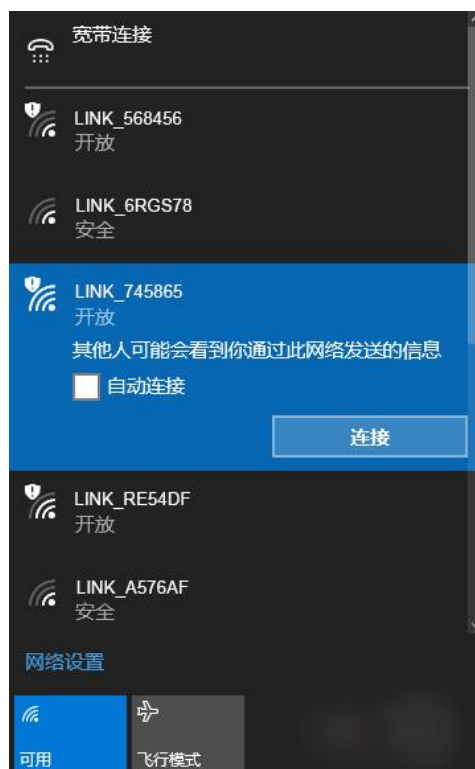 宽带连接
LINK_568456
开放
LINK_6RGS78
安全
LINK_745865
开放
其他人可能会看到你通过此网络发送的信息
自动连接
连接
LINK_RE54DF
开放
LINK_A576AF
安全
网络设置
可用
飞行模式